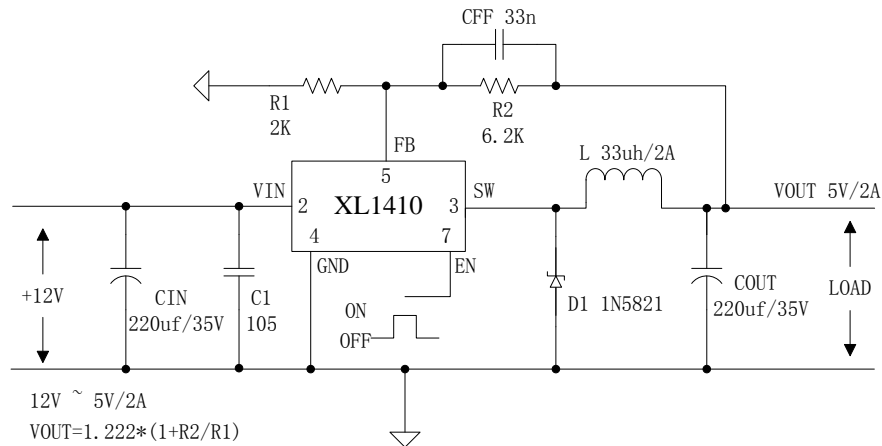 CFF 33n
R1
2K
R2
6.2K
FB
L 33uh/2A
5
VIN
SW
VOUT 5V/2A
2
XL1410
3
4
7
GND
EN
+12V
CIN
220uf/35V
C1
105
ON
OFF
D1 1N5821
COUT
220uf/35V
LOAD
12V ~ 5V/2A
VOUT=1.222*(1+R2/R1)